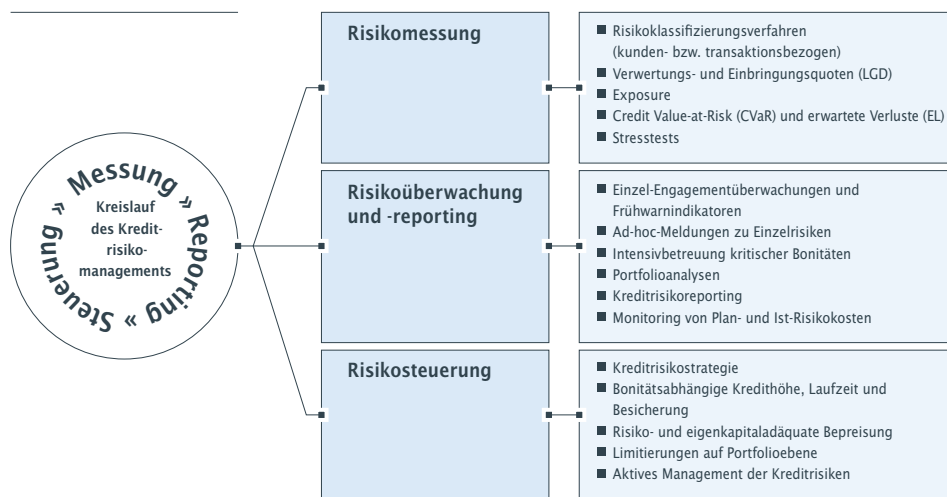 Messung » Reporting » Steuerung »
Kreislauf
des Kredit-
risiko-
managements
Risikomessung
■ Risikoklassifizierungsverfahren
(kunden- bzw. transaktionsbezogen)
■ Verwertungs- und Einbringungsquoten (LGD)
■ Exposure
■ Credit Value-at-Risk (CVaR) und erwartete Verluste (EL)
■ Stresstests
Risikoüberwachung
und -reporting
■ Einzel-Engagementüberwachungen und
Frühwarnindikatoren
■ Ad-hoc-Meldungen zu Einzelrisiken
■ Intensivbetreuung kritischer Bonitäten
■ Portfolioanalysen
■ Kreditrisikoreporting
■ Monitoring von Plan- und Ist-Risikokosten
Risikosteuerung
■ Kreditrisikostrategie
■ Bonitätsabhängige Kredithöhe, Laufzeit und
Besicherung
■ Risiko- und eigenkapitaladäquate Bepreisung
■ Limitierungen auf Portfolioebene
■ Aktives Management der Kreditrisiken